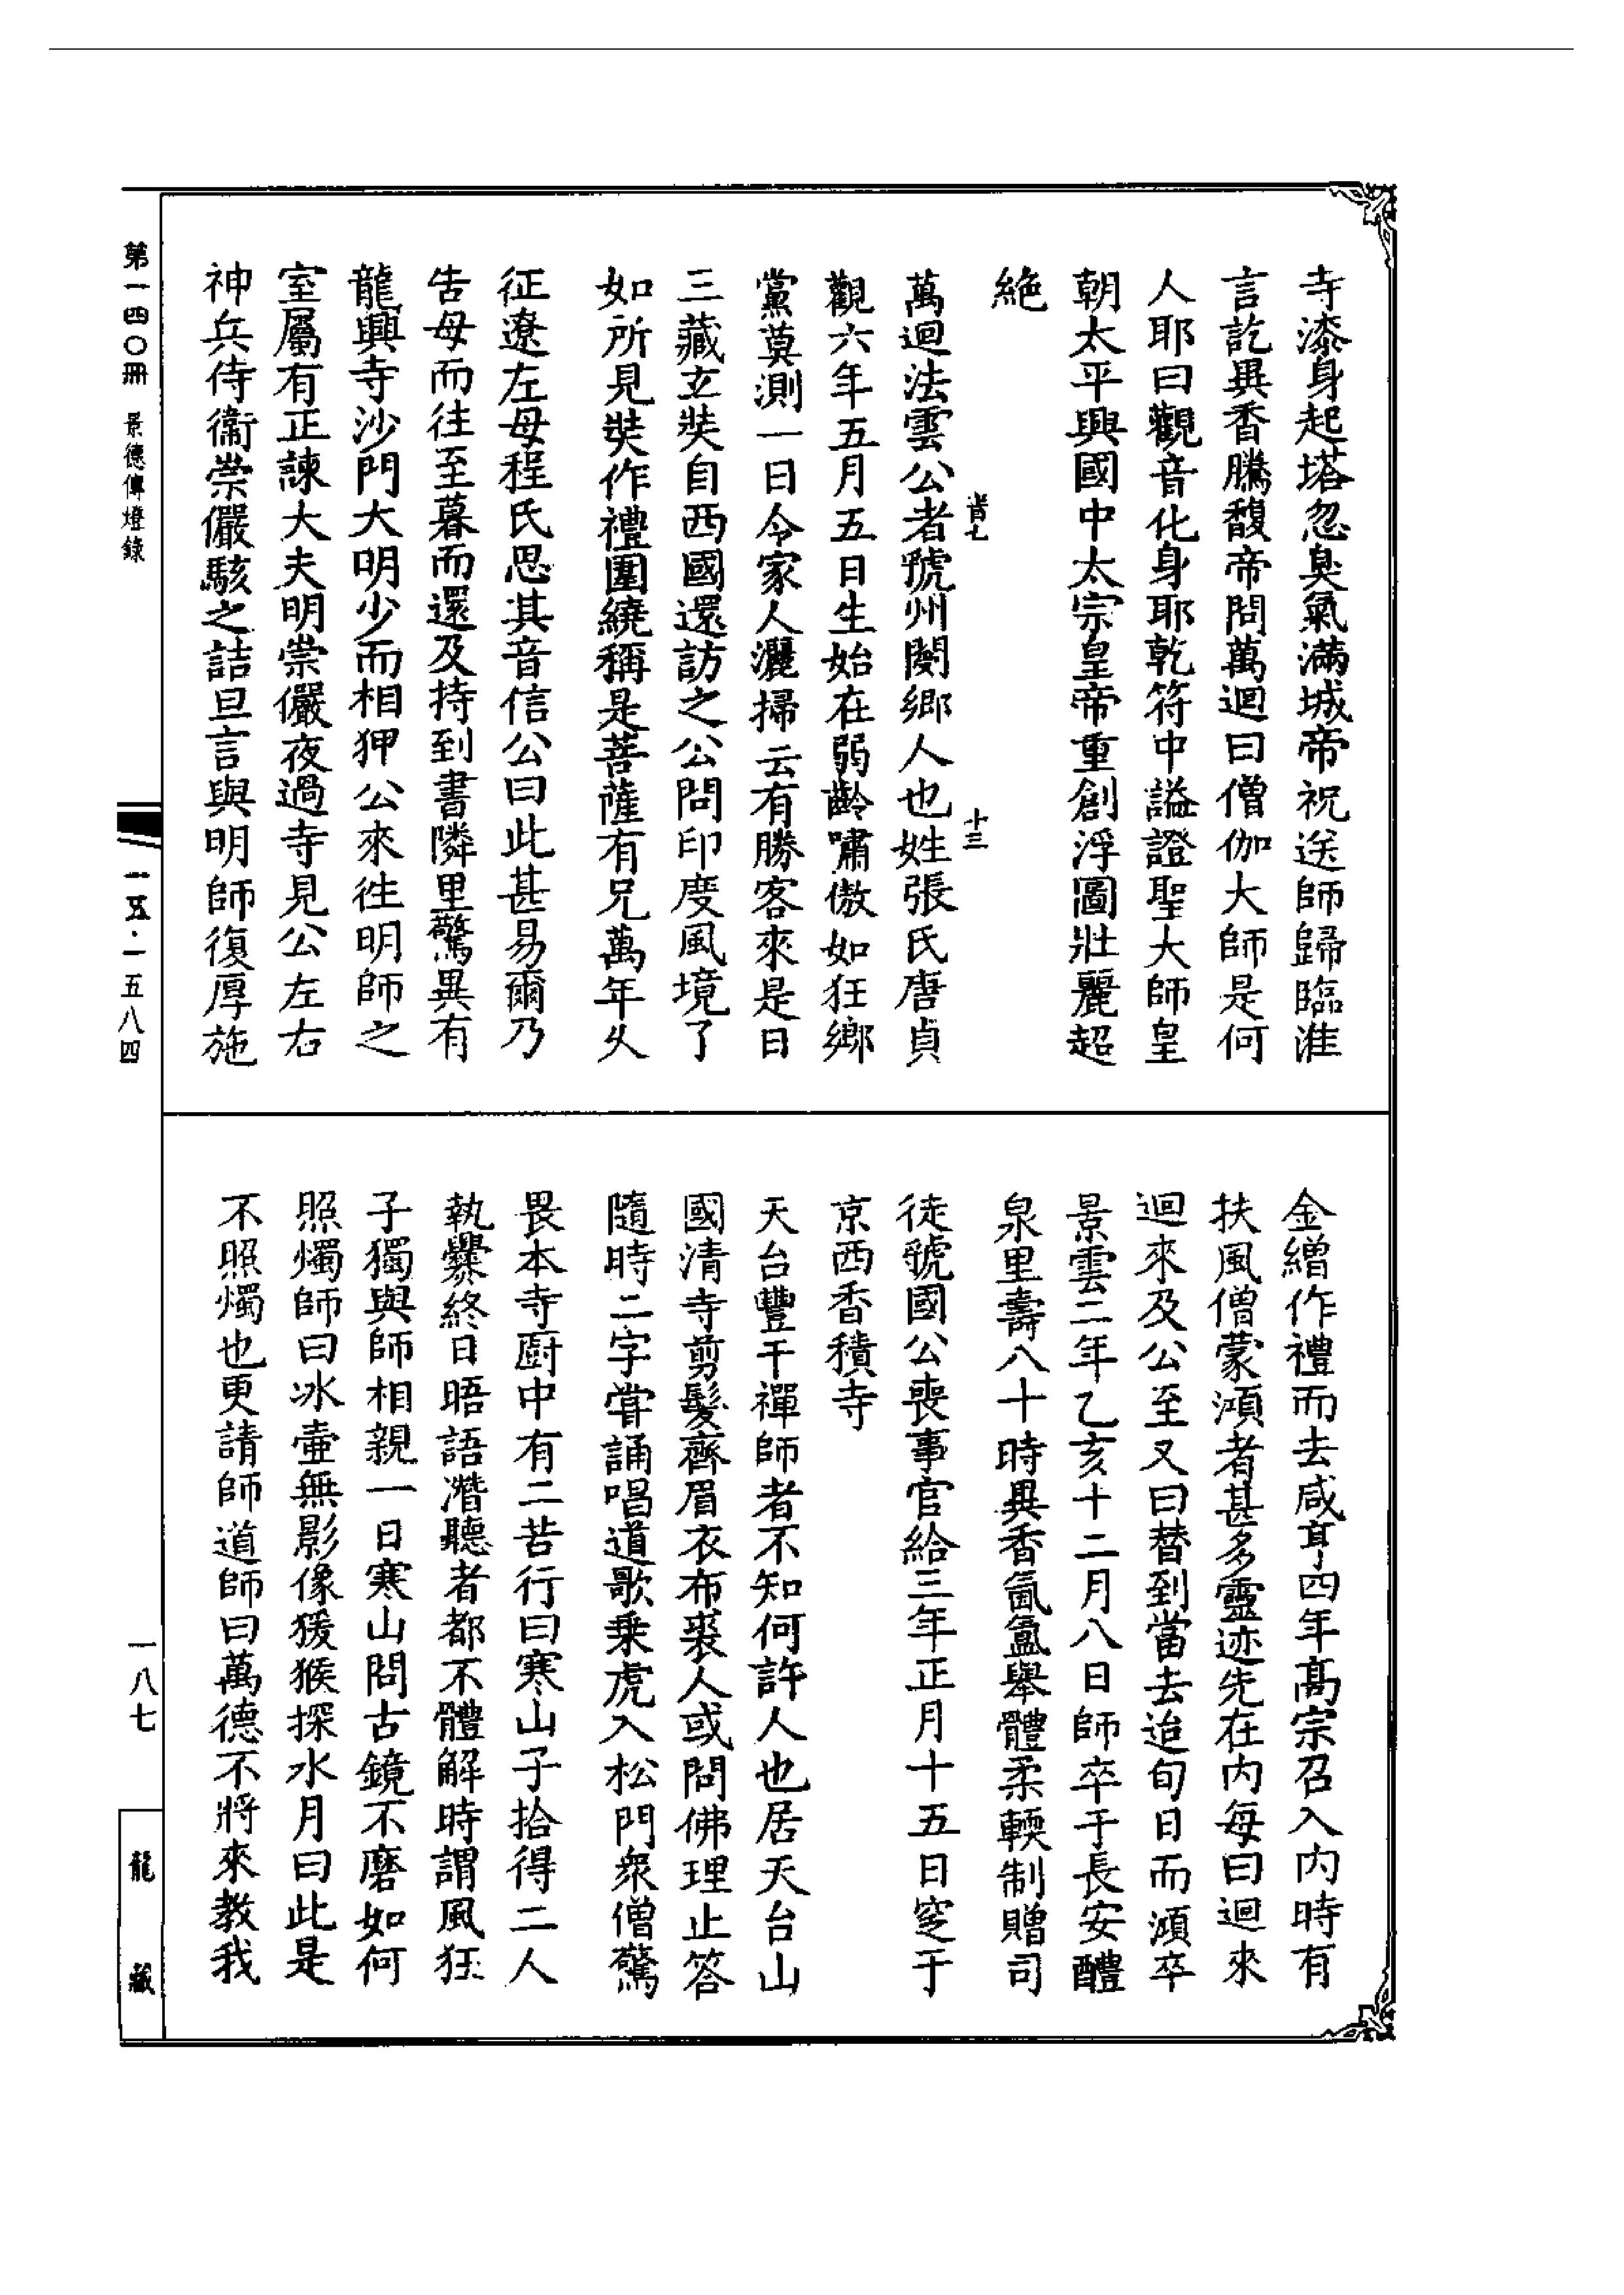 寺漆身起塔忽臭氣滿城帝祝送師歸臨淮
言訖異香騰馥帝問萬迴曰僧伽大師是何
人耶曰觀音化身耶乾符中謚證聖大師皇
朝太平興國中太宗皇帝重創浮圖壯麗超
絶
十三
萬迴法雲公者虢州閿鄉人也姓張氏唐貞
觀六年五月五日生始在弱齡嘯傲如狂鄉
黨莫測一日令家人灑掃云有勝客來是日
三藏玄奘自西國還訪之公問印度風境了
如所見奘作禮圍繞稱是菩薩有兄萬年久
征遼左母程氏思其音信公曰此甚易爾乃
告母而往至暮而還及持到書隣里驚異有
龍興寺沙門大明少而相狎公來往明師之
室屬有正諫大夫明崇儼夜過寺見公左右
神兵侍衞崇儼駭之詰旦言與明師復厚施
金繒作禮而去咸亨四年髙宗召入内時有
扶風僧蒙澒者甚多靈迹先在内每曰迴來
迴來及公至又曰替到當去迨旬日而澒卒
景雲二年乙亥十二月八日師卒于長安醴
泉里壽八十時異香氤氳舉體柔輭制贈司
徒虢國公喪事官給三年正月十五日窆于
京西香積寺
天台豐干禪師者不知何許人也居天台山
國清寺剪髮齊眉衣布裘人或問佛理止答
隨時二字甞誦唱道歌乗虎入松門衆僧驚
畏本寺厨中有二苦行曰寒山子拾得二人
執爨終日晤語潛聽者都不體解時謂風狂
子獨與師相親一日寒山問古鏡不磨如何
照燭師曰冰壷無影像猨猴探水月曰此是
不照燭也更請師道師曰萬德不將來教我
第一四〇冊 景德傳燈錄
一五·一五八四
一八七
龍藏